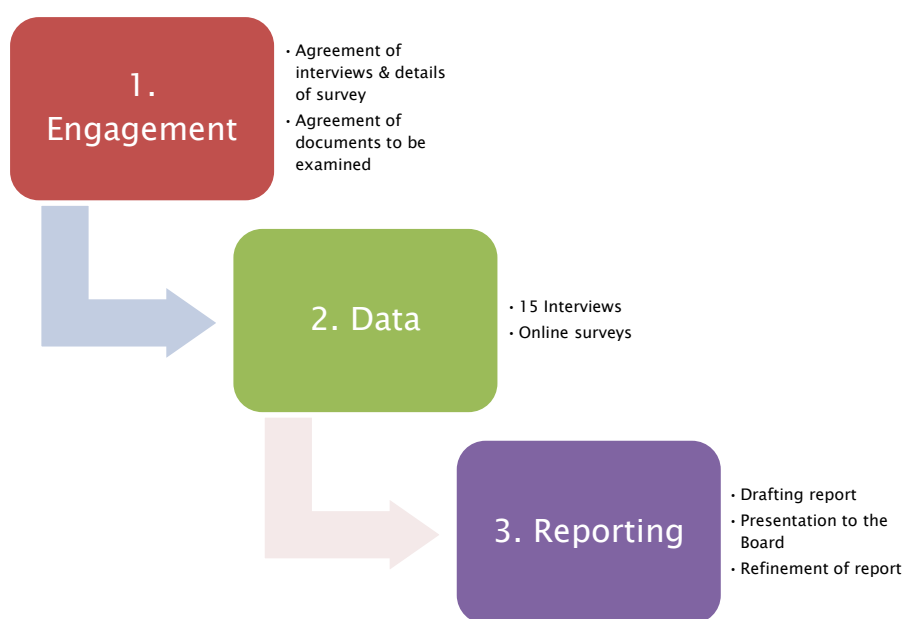 1.
Engagement
· Agreement of
interviews & details
of survey
· Agreement of
documents to be
examined
2. Data
· 15 Interviews
· Online surveys
3. Reporting
· Drafting report
· Presentation to the
Board
· Refinement of report